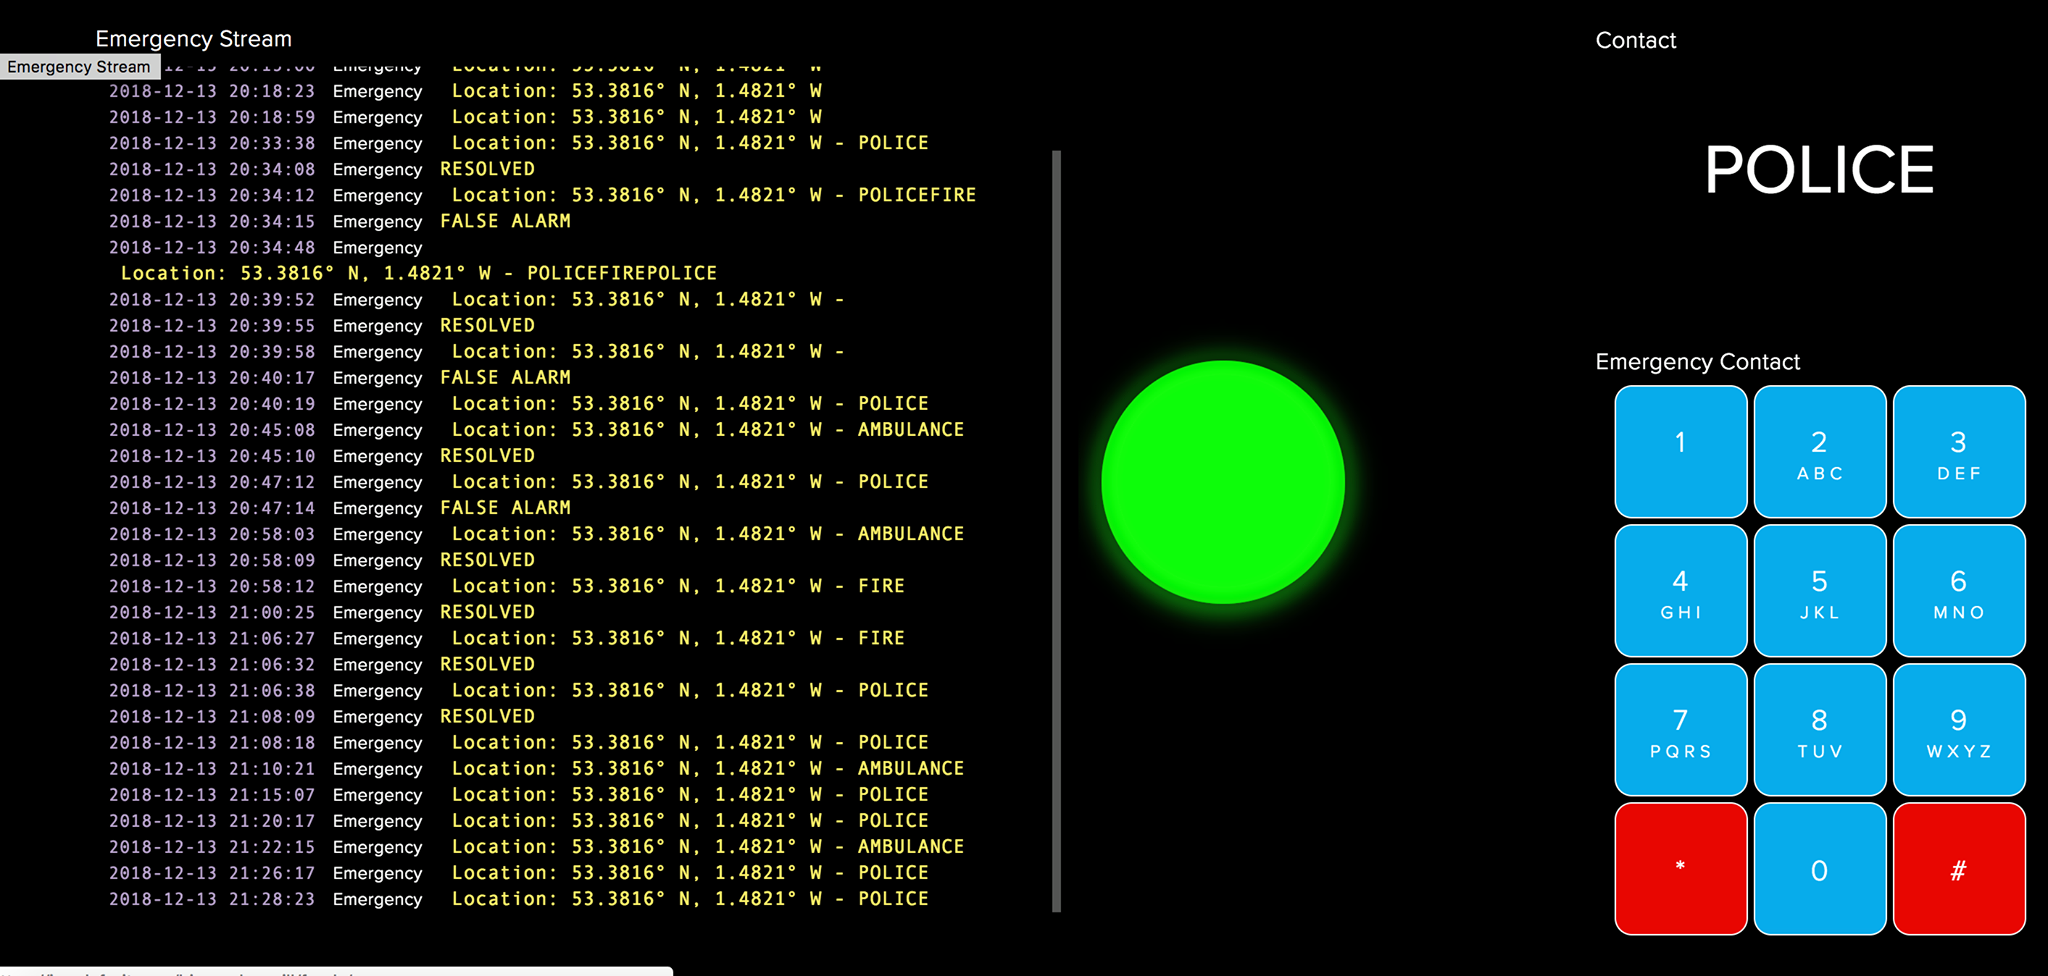 Emergency Stream
Emergency Stream
Emergency Location: 53.3816° N, 1.4821° W
2018-12-13 20:18:23 Emergency Location: 53.3816° N, 1.4821° W
2018-12-13 20:18:59 Emergency Location: 53.3816° N, 1.4821° W
2018-12-13 20:33:38 Emergency Location: 53.3816° N, 1.4821° W - POLICE
2018-12-13 20:34:08 Emergency RESOLVED
2018-12-13 20:34:12 Emergency Location: 53.3816° N, 1.4821° W - POLICEFIRE
2018-12-13 20:34:15 Emergency FALSE ALARM
2018-12-13 20:34:48 Emergency
Location: 53.3816° N, 1.4821° W - POLICEFIREPOLICE
2018-12-13 20:39:52 Emergency Location: 53.3816° N, 1.4821° W -
2018-12-13 20:39:55 Emergency RESOLVED
2018-12-13 20:39:58 Emergency Location: 53.3816° N, 1.4821° W -
2018-12-13 20:40:17 Emergency FALSE ALARM
2018-12-13 20:40:19 Emergency Location: 53.3816° N, 1.4821° W - POLICE
2018-12-13 20:45:08 Emergency Location: 53.3816° N, 1.4821° W - AMBULANCE
2018-12-13 20:45:10 Emergency RESOLVED
2018-12-13 20:47:12 Emergency Location: 53.3816° N, 1.4821° W - POLICE
2018-12-13 20:47:14 Emergency FALSE ALARM
2018-12-13 20:58:03 Emergency Location: 53.3816° N, 1.4821° W - AMBULANCE
2018-12-13 20:58:09 Emergency RESOLVED
2018-12-13 20:58:12 Emergency Location: 53.3816° N, 1.4821° W - FIRE
2018-12-13 21:00:25 Emergency RESOLVED
2018-12-13 21:06:27 Emergency Location: 53.3816° N, 1.4821° W - FIRE
2018-12-13 21:06:32 Emergency RESOLVED
2018-12-13 21:06:38 Emergency Location: 53.3816° N, 1.4821° W - POLICE
2018-12-13 21:08:09 Emergency RESOLVED
2018-12-13 21:08:18 Emergency Location: 53.3816° N, 1.4821° W - POLICE
2018-12-13 21:10:21 Emergency Location: 53.3816° N, 1.4821° W - AMBULANCE
2018-12-13 21:15:07 Emergency Location: 53.3816° N, 1.4821° W - POLICE
2018-12-13 21:20:17 Emergency Location: 53.3816° N, 1.4821° W - POLICE
2018-12-13 21:22:15 Emergency Location: 53.3816° N, 1.4821° W - AMBULANCE
2018-12-13 21:26:17 Emergency Location: 53.3816° N, 1.4821° W - POLICE
2018-12-13 21:28:23 Emergency Location: 53.3816° N, 1.4821° W - POLICE
Contact
POLICE
Emergency Contact
1 2 3
ABC DEF
4 5 6
GHI JKL MNO
7 8 9
PQRS TUV WXYZ
* 0 #